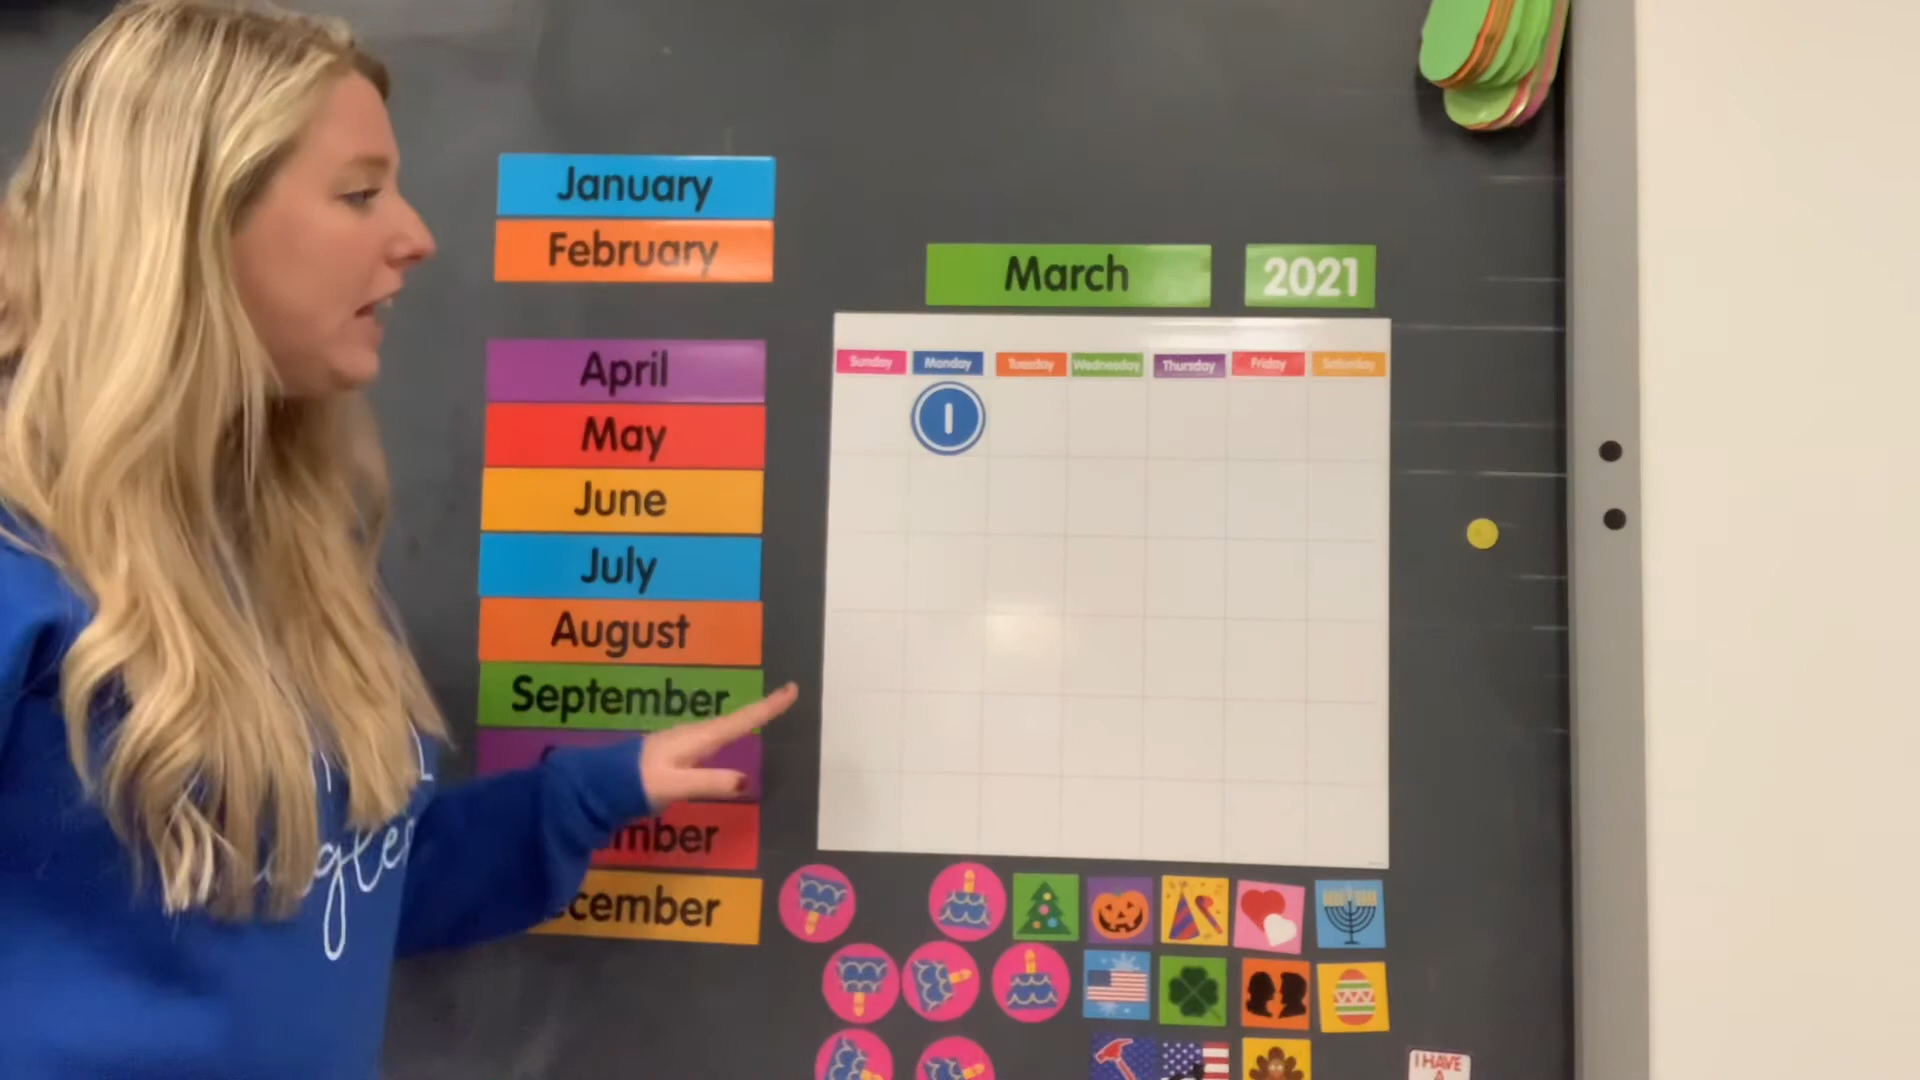 January
February
March 2021
Sunday Monday Tuesday Wednesday Thursday Friday Saturday
1
April
May
June
July
August
September
mber
cember
I HAVE
A